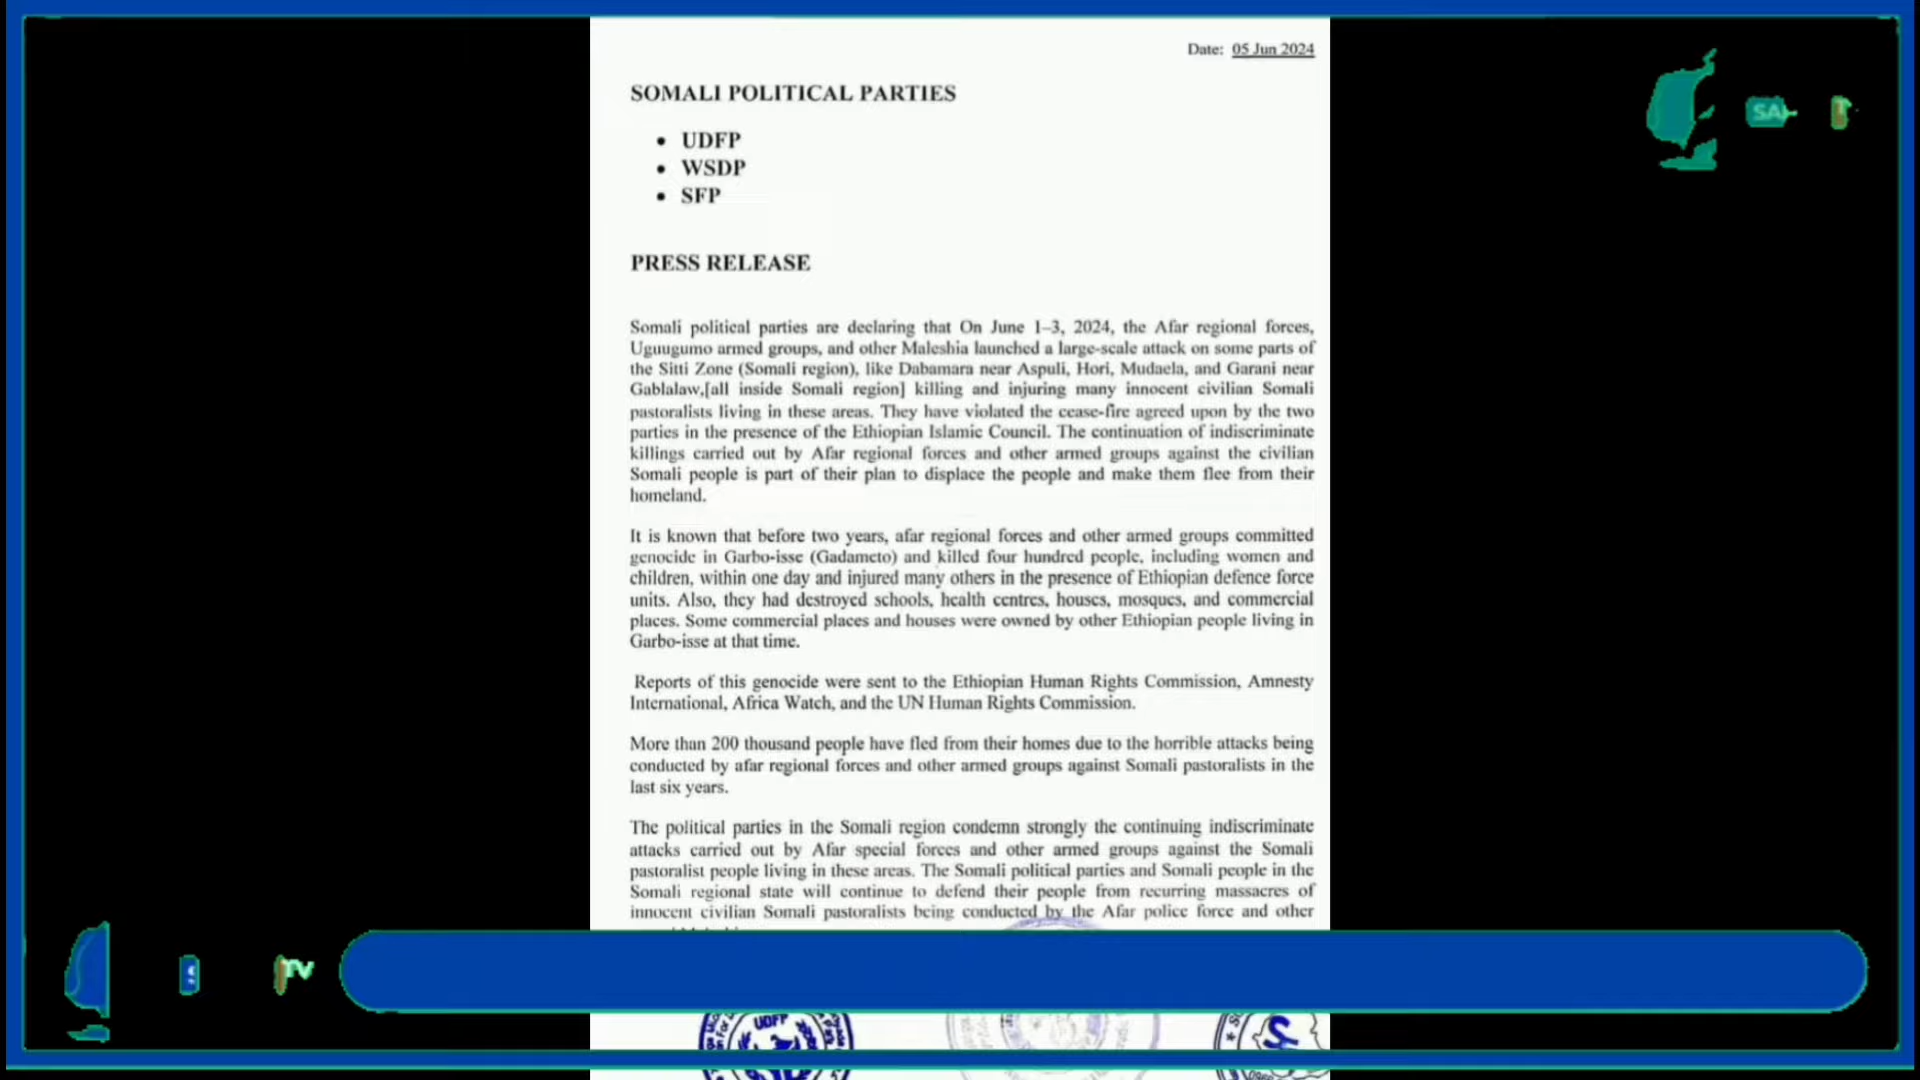 Date: 05 Jun 2024
SOMALI POLITICAL PARTIES
• UDFP
• WSDP
• SFP
PRESS RELEASE
Somali political parties are declaring that On June 1–3, 2024, the Afar regional forces,
Uguugumo armed groups, and other Maleshia launched a large-scale attack on some parts of
the Sitti Zone (Somali region), like Dabamara near Aspuli, Hori, Mudaela, and Garani near
Gablalaw,[all inside Somali region] killing and injuring many innocent civilian Somali
pastoralists living in these areas. They have violated the cease-fire agreed upon by the two
parties in the presence of the Ethiopian Islamic Council. The continuation of indiscriminate
killings carried out by Afar regional forces and other armed groups against the civilian
Somali people is part of their plan to displace the people and make them flee from their
homeland.
It is known that before two years, afar regional forces and other armed groups committed
genocide in Garbo-isse (Gadameto) and killed four hundred people, including women and
children, within one day and injured many others in the presence of Ethiopian defence force
units. Also, they had destroyed schools, health centres, houses, mosques, and commercial
places. Some commercial places and houses were owned by other Ethiopian people living in
Garbo-isse at that time.
Reports of this genocide were sent to the Ethiopian Human Rights Commission, Amnesty
International, Africa Watch, and the UN Human Rights Commission.
More than 200 thousand people have fled from their homes due to the horrible attacks being
conducted by afar regional forces and other armed groups against Somali pastoralists in the
last six years.
The political parties in the Somali region condemn strongly the continuing indiscriminate
attacks carried out by Afar special forces and other armed groups against the Somali
pastoralist people living in these areas. The Somali political parties and Somali people in the
Somali regional state will continue to defend their people from recurring massacres of
innocent civilian Somali pastoralists being conducted by the Afar police force and other
TV
UDFP